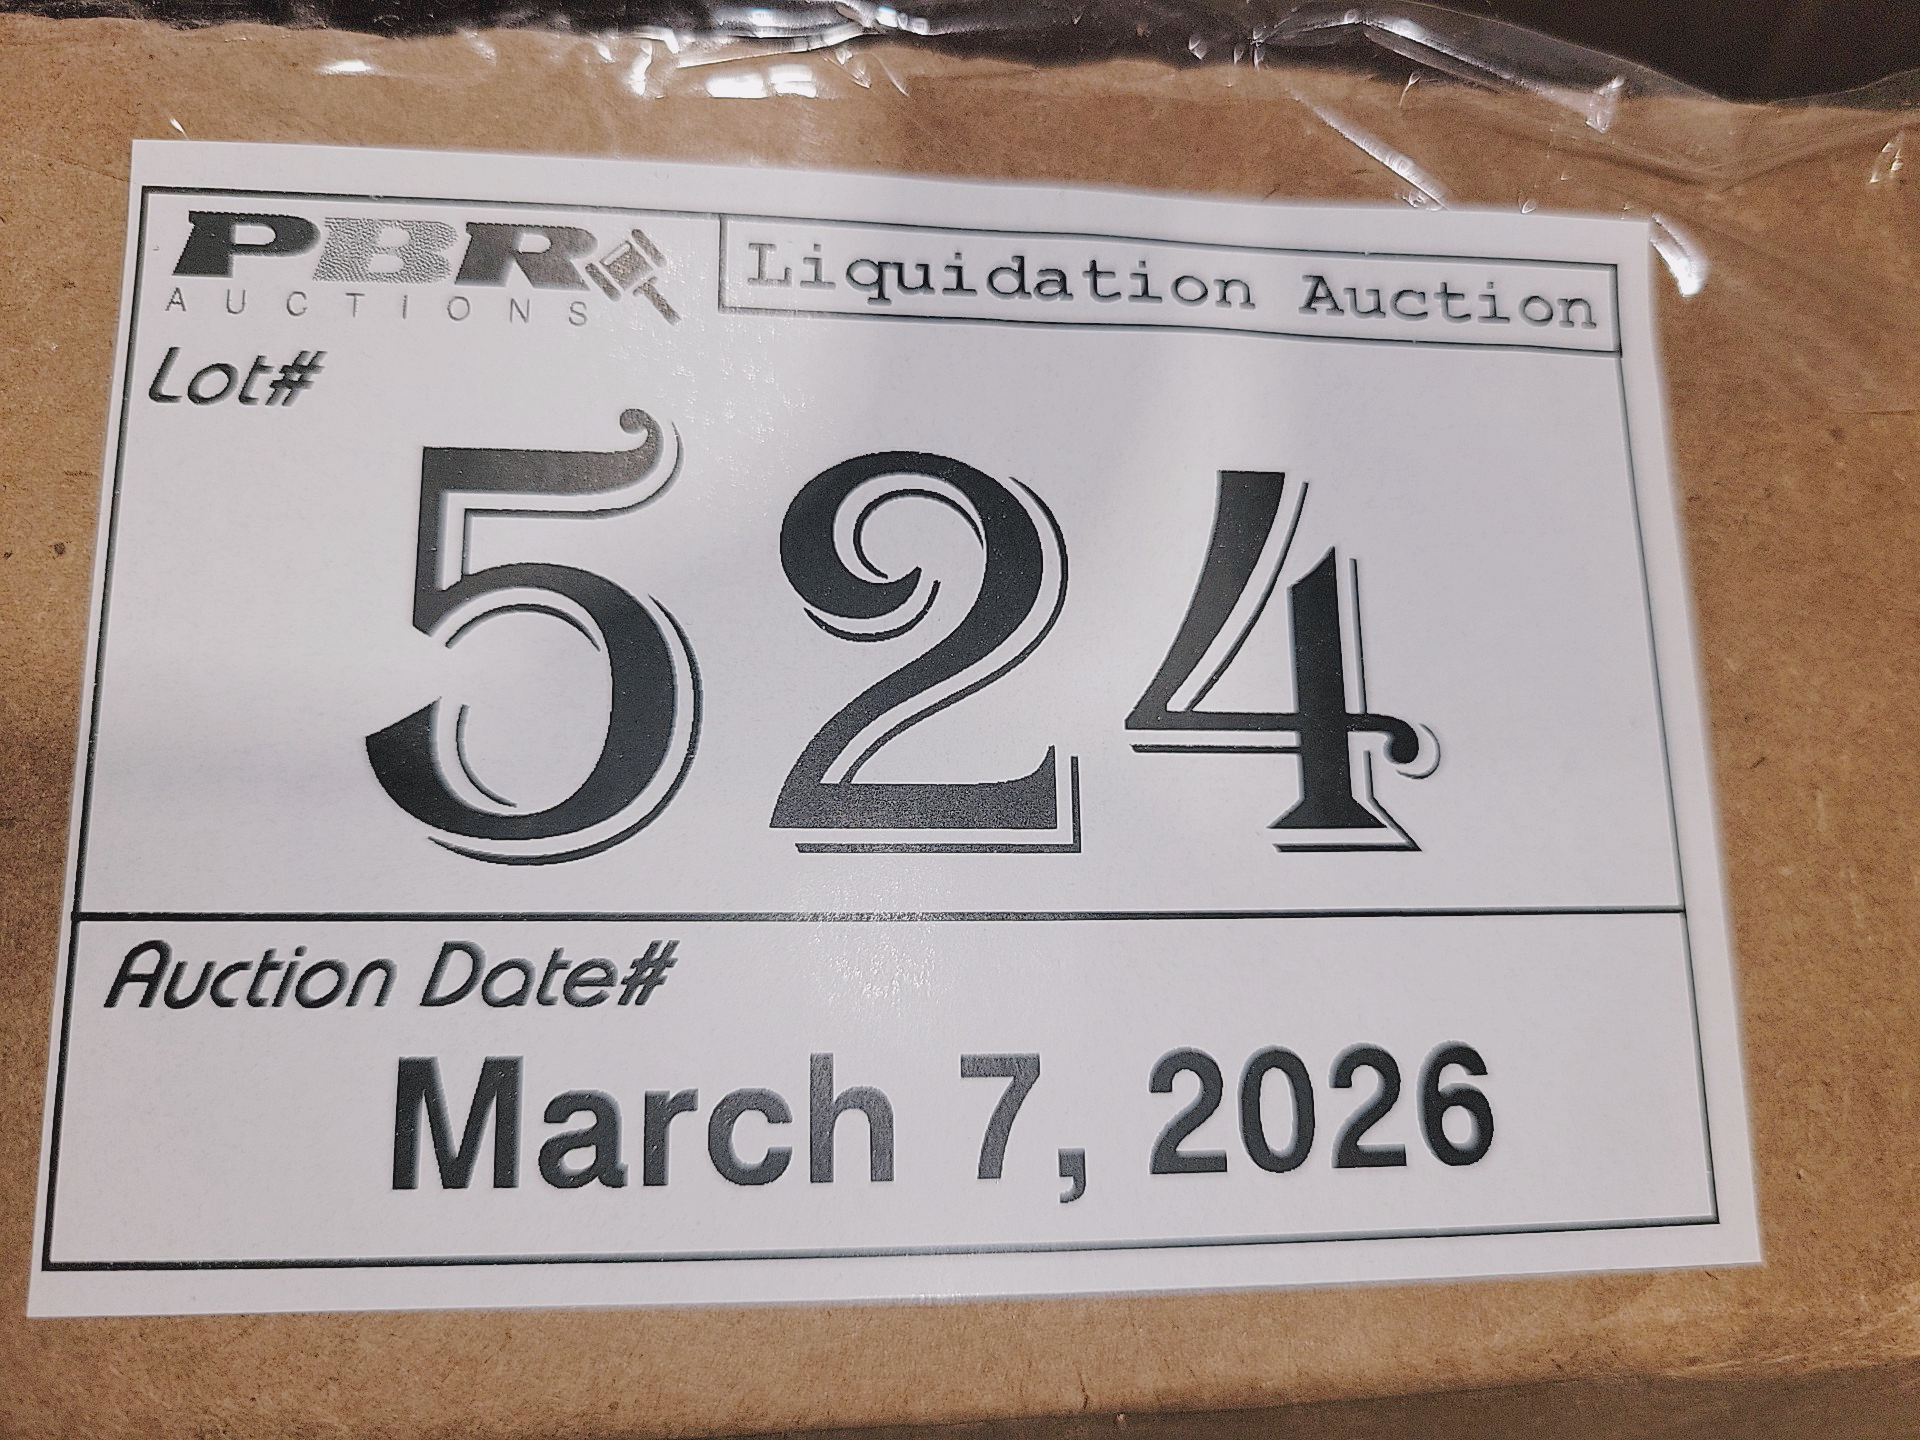 PBR
AUCTIONS
Liquidation Auction
Lot#
524
Auction Date#
March 7, 2026